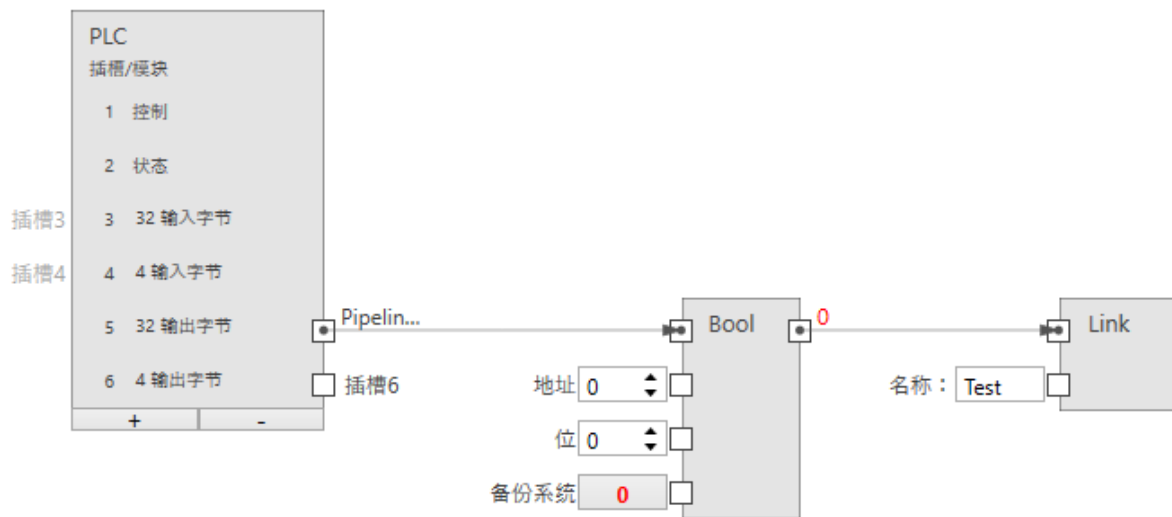 PLC
插槽/模块
1 控制
2 状态
插槽3 3 32 输入字节
插槽4 4 4 输入字节
5 32 输出字节 Pipelin... Bool 0 Link
6 4 输出字节 插槽6 地址 0 名称： Test
+ -
位 0
备份系统 0